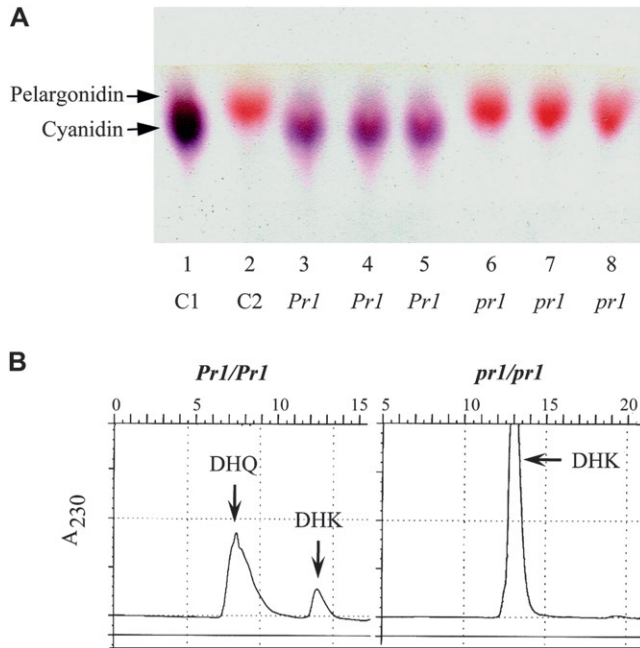 A
Pelargonidin
Cyanidin
1 2 3 4 5 6 7 8
C1 C2 Pr1 Pr1 Pr1 pr1 pr1 pr1
B
Pr1/Pr1 pr1/pr1
0 5 10 15 5 10 15 20
DHQ
DHK
DHK
A230